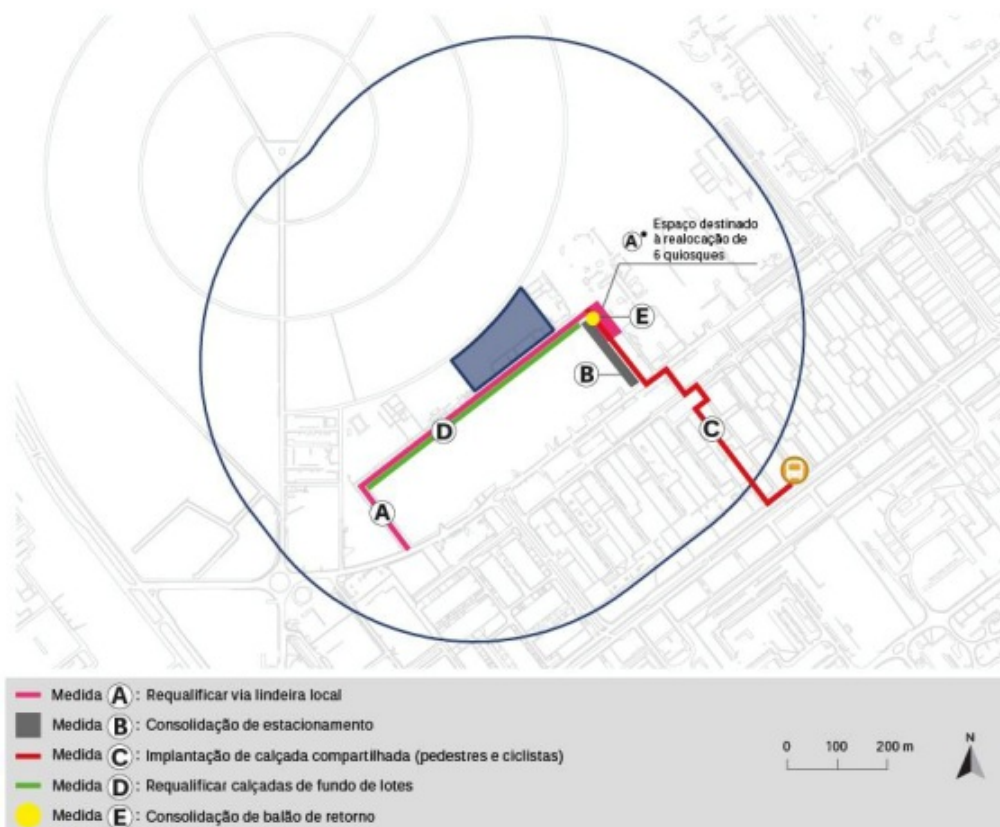 A* Espaço destinado
à realocação de
6 quiosques
E
B
C
D
A
Medida A: Requalificar via lindeira local
Medida B: Consolidação de estacionamento
Medida C: Implantação de calçada compartilhada (pedestres e ciclistas)
Medida D: Requalificar calçadas de fundo de lotes
Medida E: Consolidação de balão de retorno
0 100 200 m
N